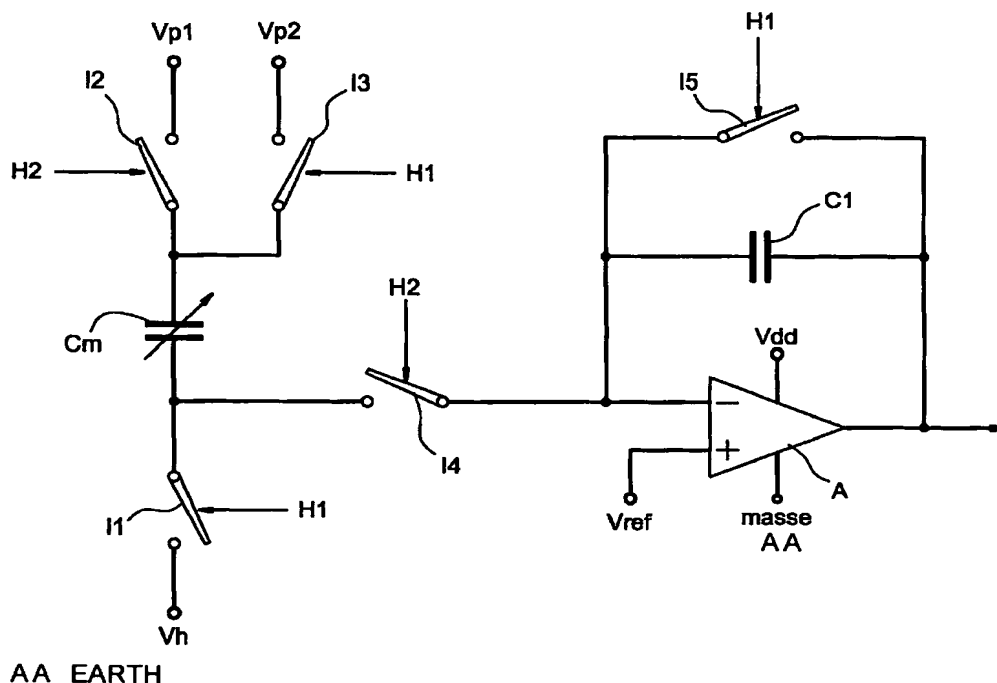 Vp1
Vp2
H1
I2
I3
I5
H2
H1
C1
H2
Cm
Vdd
−
+
I4
A
I1
H1
Vref
masse
AA
Vh
AA EARTH